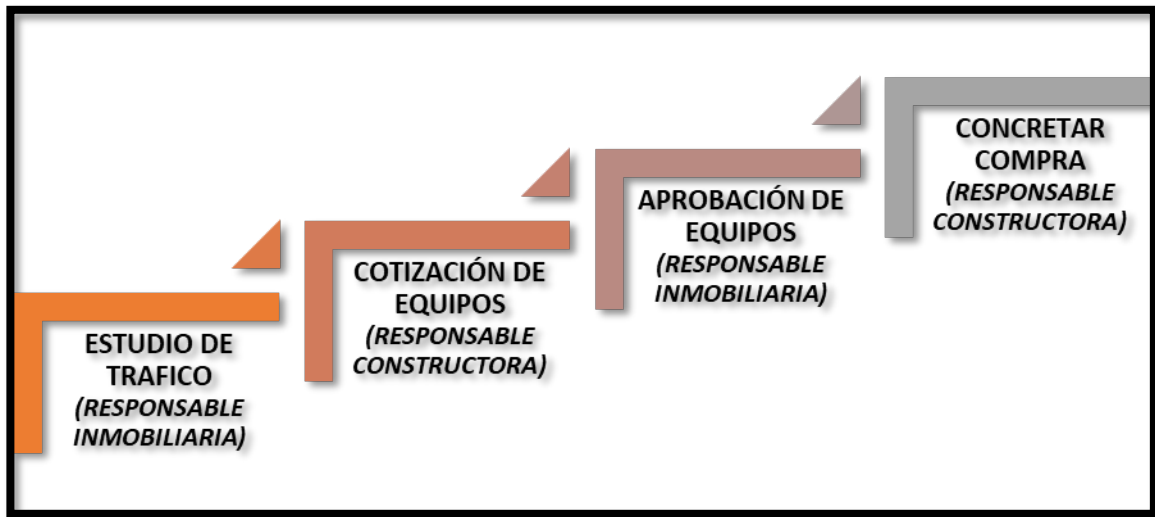 ESTUDIO DE
TRAFICO
(RESPONSABLE
INMOBILIARIA)
COTIZACIÓN DE
EQUIPOS
(RESPONSABLE
CONSTRUCTORA)
APROBACIÓN DE
EQUIPOS
(RESPONSABLE
INMOBILIARIA)
CONCRETAR
COMPRA
(RESPONSABLE
CONSTRUCTORA)